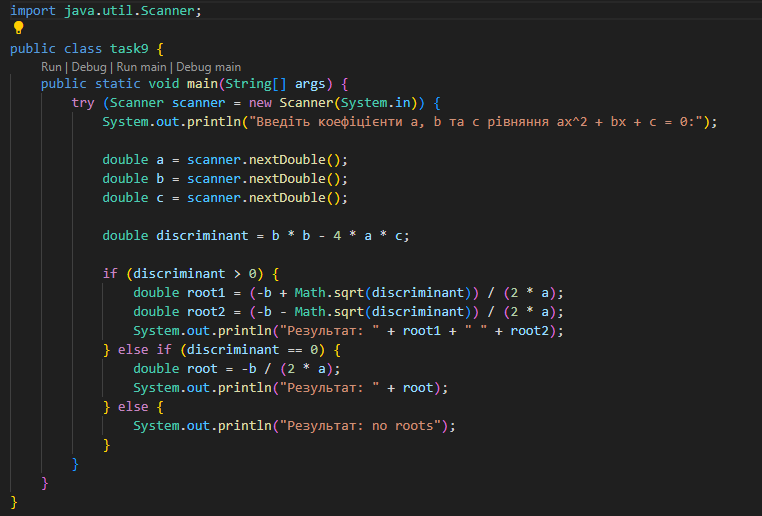 import java.util.Scanner;
public class task9 {
Run | Debug | Run main | Debug main
public static void main(String[] args) {
try (Scanner scanner = new Scanner(System.in)) {
System.out.println("Введіть коефіцієнти a, b та c рівняння ax^2 + bx + c = 0:");
double a = scanner.nextDouble();
double b = scanner.nextDouble();
double c = scanner.nextDouble();
double discriminant = b * b - 4 * a * c;
if (discriminant > 0) {
double root1 = (-b + Math.sqrt(discriminant)) / (2 * a);
double root2 = (-b - Math.sqrt(discriminant)) / (2 * a);
System.out.println("Результат: " + root1 + " " + root2);
} else if (discriminant == 0) {
double root = -b / (2 * a);
System.out.println("Результат: " + root);
} else {
System.out.println("Результат: no roots");
}
}
}
}